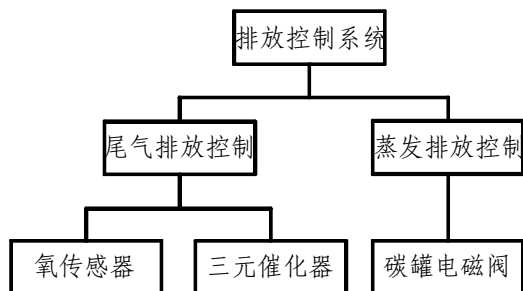 排放控制系统
尾气排放控制
蒸发排放控制
氧传感器
三元催化器
碳罐电磁阀